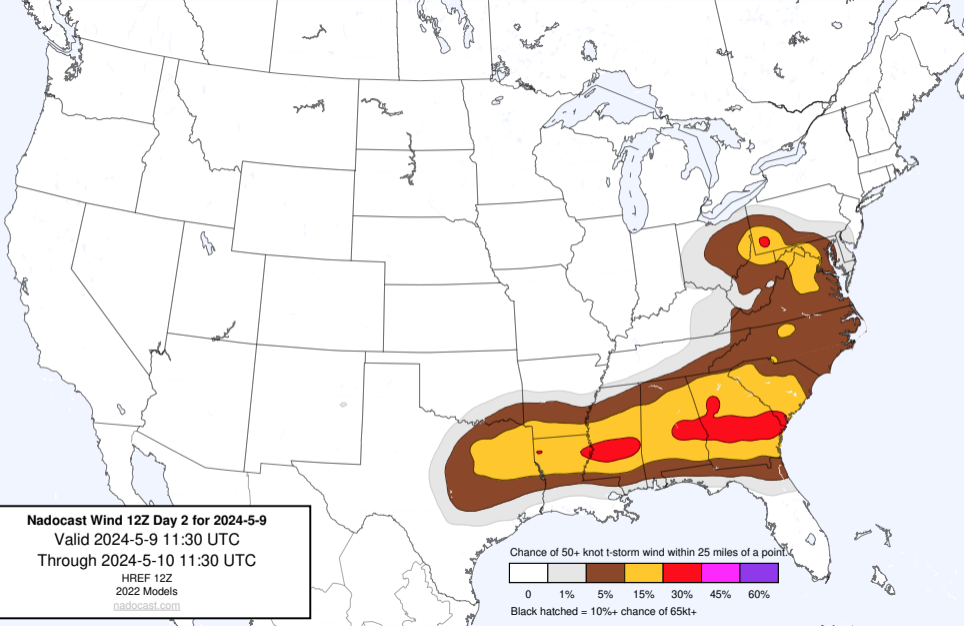 Nadocast Wind 12Z Day 2 for 2024-5-9
Valid 2024-5-9 11:30 UTC
Through 2024-5-10 11:30 UTC
HREF 12Z
2022 Models
nadocast.com
Chance of 50+ knot t-storm wind within 25 miles of a point.
0 1% 5% 15% 30% 45% 60%
Black hatched = 10%+ chance of 65kt+